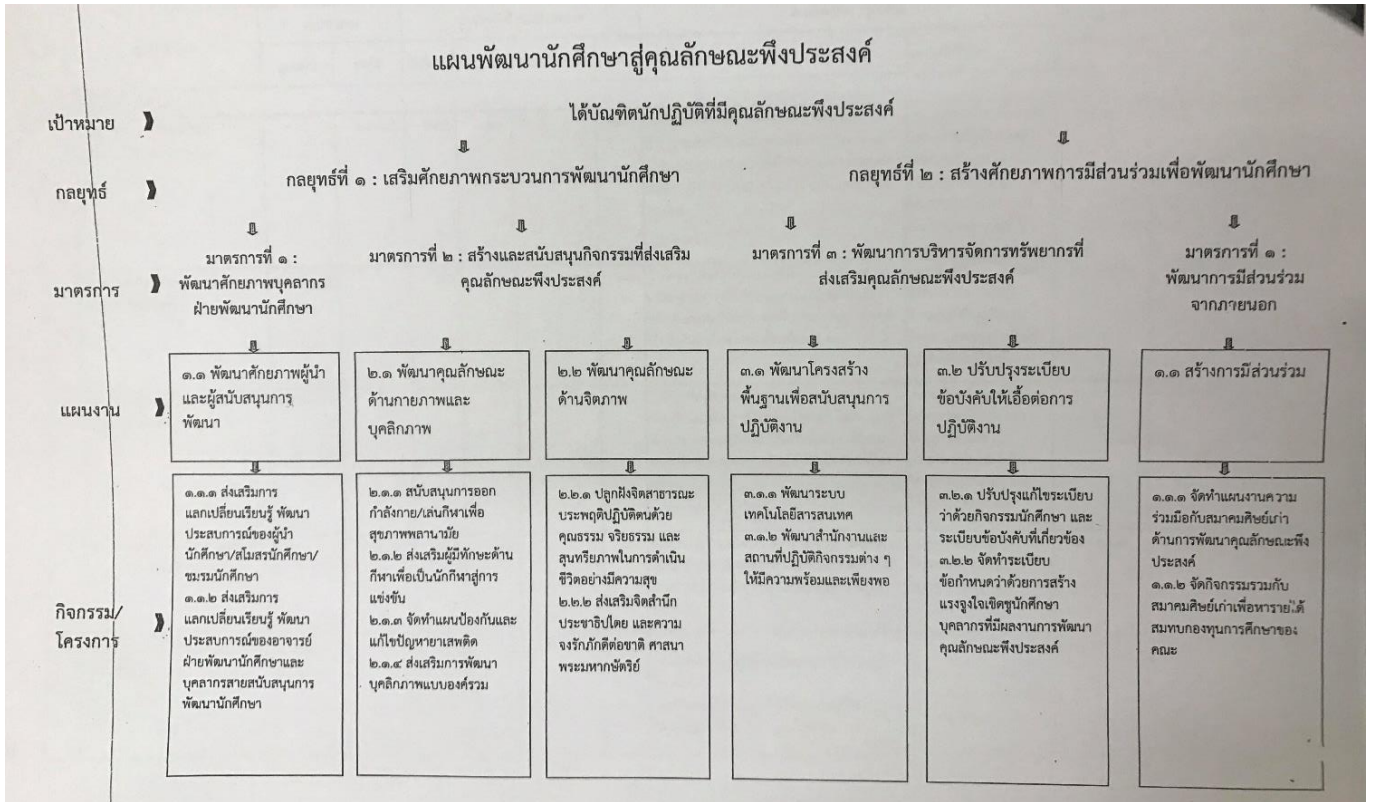 แผนพัฒนานักศึกษาสู่คุณลักษณะพึงประสงค์
เป้าหมาย
ได้บัณฑิตนักปฏิบัติที่มีคุณลักษณะพึงประสงค์
กลยุทธ์
กลยุทธ์ที่ ๑ : เสริมศักยภาพกระบวนการพัฒนานักศึกษา
กลยุทธ์ที่ ๒ : สร้างศักยภาพการมีส่วนร่วมเพื่อพัฒนานักศึกษา
มาตรการ
มาตรการที่ ๑ :
พัฒนาศักยภาพบุคลากร
ฝ่ายพัฒนานักศึกษา
มาตรการที่ ๒ : สร้างและสนับสนุนกิจกรรมที่ส่งเสริม
คุณลักษณะพึงประสงค์
มาตรการที่ ๓ : พัฒนาการบริหารจัดการทรัพยากรที่
ส่งเสริมคุณลักษณะพึงประสงค์
มาตรการที่ ๑ :
พัฒนาการมีส่วนร่วม
จากภายนอก
แผนงาน
๑.๑ พัฒนาศักยภาพผู้นำ
และผู้สนับสนุนการ
พัฒนา
๒.๑ พัฒนาคุณลักษณะ
ด้านกายภาพและ
บุคลิกภาพ
๒.๒ พัฒนาคุณลักษณะ
ด้านจิตภาพ
๓.๑ พัฒนาโครงสร้าง
พื้นฐานเพื่อสนับสนุนการ
ปฏิบัติงาน
๓.๒ ปรับปรุงระเบียบ
ข้อบังคับให้เอื้อต่อการ
ปฏิบัติงาน
๑.๑ สร้างการมีส่วนร่วม
กิจกรรม/
โครงการ
๑.๑.๑ ส่งเสริมการ
แลกเปลี่ยนเรียนรู้ พัฒนา
ประสบการณ์ของผู้นำ
นักศึกษา/สโมสรนักศึกษา/
ชมรมนักศึกษา
๑.๑.๒ ส่งเสริมการ
แลกเปลี่ยนเรียนรู้ พัฒนา
ประสบการณ์ของอาจารย์
ฝ่ายพัฒนานักศึกษาและ
บุคลากรสายสนับสนุนการ
พัฒนานักศึกษา
๒.๑.๑ สนับสนุนการออก
กำลังกาย/เล่นกีฬาเพื่อ
สุขภาพพลานามัย
๒.๑.๒ ส่งเสริมผู้มีทักษะด้าน
กีฬาเพื่อเป็นนักกีฬาสู่การ
แข่งขัน
๒.๑.๓ จัดทำแผนป้องกันและ
แก้ไขปัญหายาเสพติด
๒.๑.๔ ส่งเสริมการพัฒนา
บุคลิกภาพแบบองค์รวม
๒.๒.๑ ปลูกฝังจิตสาธารณะ
ประพฤติปฏิบัติตนด้วย
คุณธรรม จริยธรรม และ
สุนทรียภาพในการดำเนิน
ชีวิตอย่างมีความสุข
๒.๒.๒ ส่งเสริมจิตสำนึก
ประชาธิปไตย และความ
จงรักภักดีต่อชาติ ศาสนา
พระมหากษัตริย์
๓.๑.๑ พัฒนาระบบ
เทคโนโลยีสารสนเทศ
๓.๑.๒ พัฒนาสำนักงานและ
สถานที่ปฏิบัติกิจกรรมต่าง ๆ
ให้มีความพร้อมและเพียงพอ
๓.๒.๑ ปรับปรุงแก้ไขระเบียบ
ว่าด้วยกิจกรรมนักศึกษา และ
ระเบียบข้อบังคับที่เกี่ยวข้อง
๓.๒.๒ จัดทำระเบียบ
ข้อกำหนดว่าด้วยการสร้าง
แรงจูงใจเชิดชูนักศึกษา
บุคลากรที่มีผลงานการพัฒนา
คุณลักษณะพึงประสงค์
๑.๑.๑ จัดทำแผนงานความ
ร่วมมือกับสมาคมศิษย์เก่า
ด้านการพัฒนาคุณลักษณะพึง
ประสงค์
๑.๑.๒ จัดกิจกรรมรวมกับ
สมาคมศิษย์เก่าเพื่อหารายได้
สมทบกองทุนการศึกษาของ
คณะ